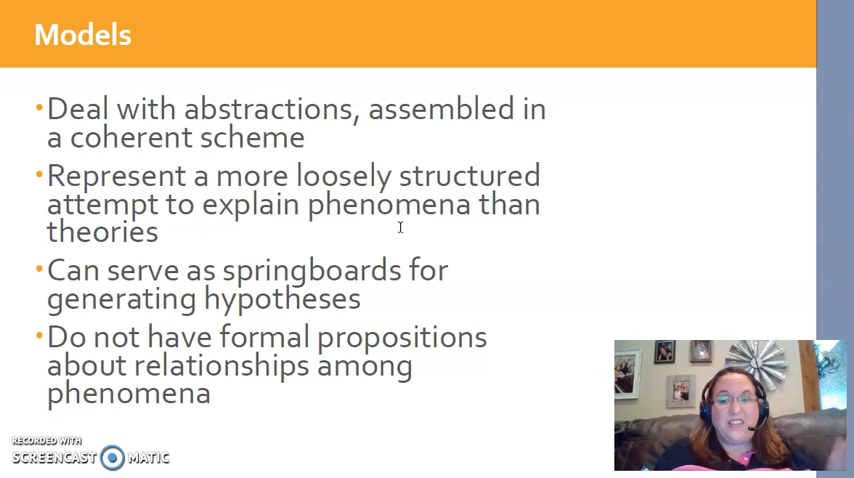 Models
•Deal with abstractions, assembled in
a coherent scheme
•Represent a more loosely structured
attempt to explain phenomena than
theories
•Can serve as springboards for
generating hypotheses
•Do not have formal propositions
about relationships among
phenomena
RECORDED WITH
SCREENCAST MATIC